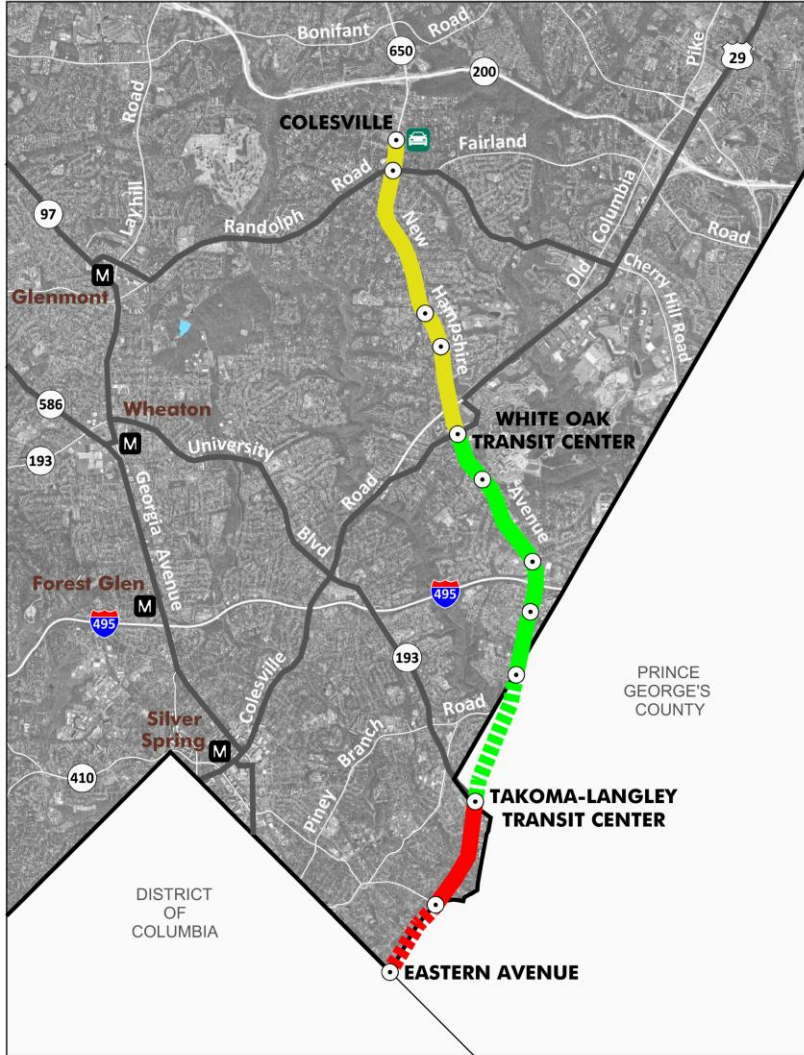 Bonifant Road
650
200
29
Pike
Road
COLESVILLE
Fairland
Road
Layhill
Road
Randolph
97
M
Glenmont
New
Hampshire
Avenue
Old Columbia
Cherry Hill Road
586
Wheaton
193
M
University
Blvd
WHITE OAK
TRANSIT CENTER
Road
Georgia
Avenue
Forest Glen
M
495
495
Colesville
193
PRINCE
GEORGE'S
COUNTY
Silver
Spring
M
Piney Branch Road
410
TAKOMA-LANGLEY
TRANSIT CENTER
DISTRICT
OF
COLUMBIA
EASTERN AVENUE